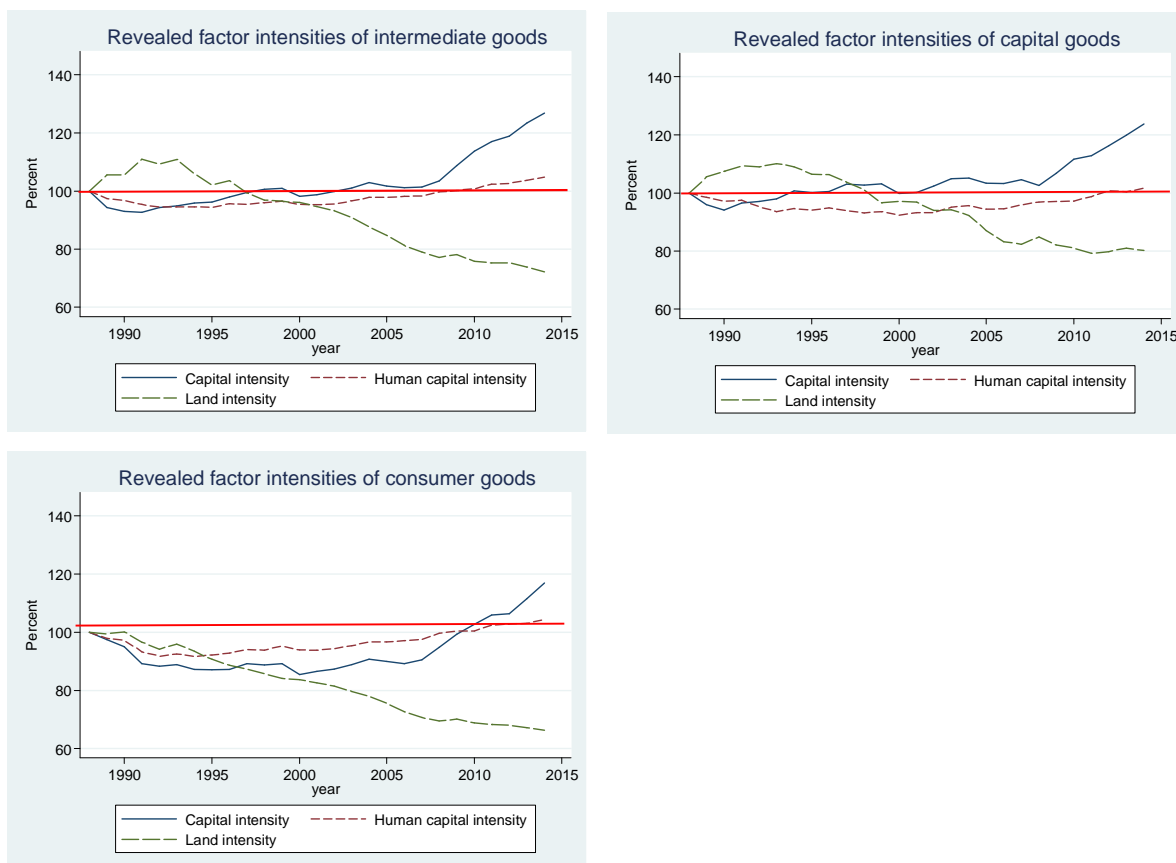 Revealed factor intensities of intermediate goods
140
120
100
80
60
Percent
1990 1995 2000 2005 2010 2015
year
Capital intensity Human capital intensity
Land intensity
Revealed factor intensities of capital goods
140
120
100
80
60
Percent
1990 1995 2000 2005 2010 2015
year
Capital intensity Human capital intensity
Land intensity
Revealed factor intensities of consumer goods
140
120
100
80
60
Percent
1990 1995 2000 2005 2010 2015
year
Capital intensity Human capital intensity
Land intensity